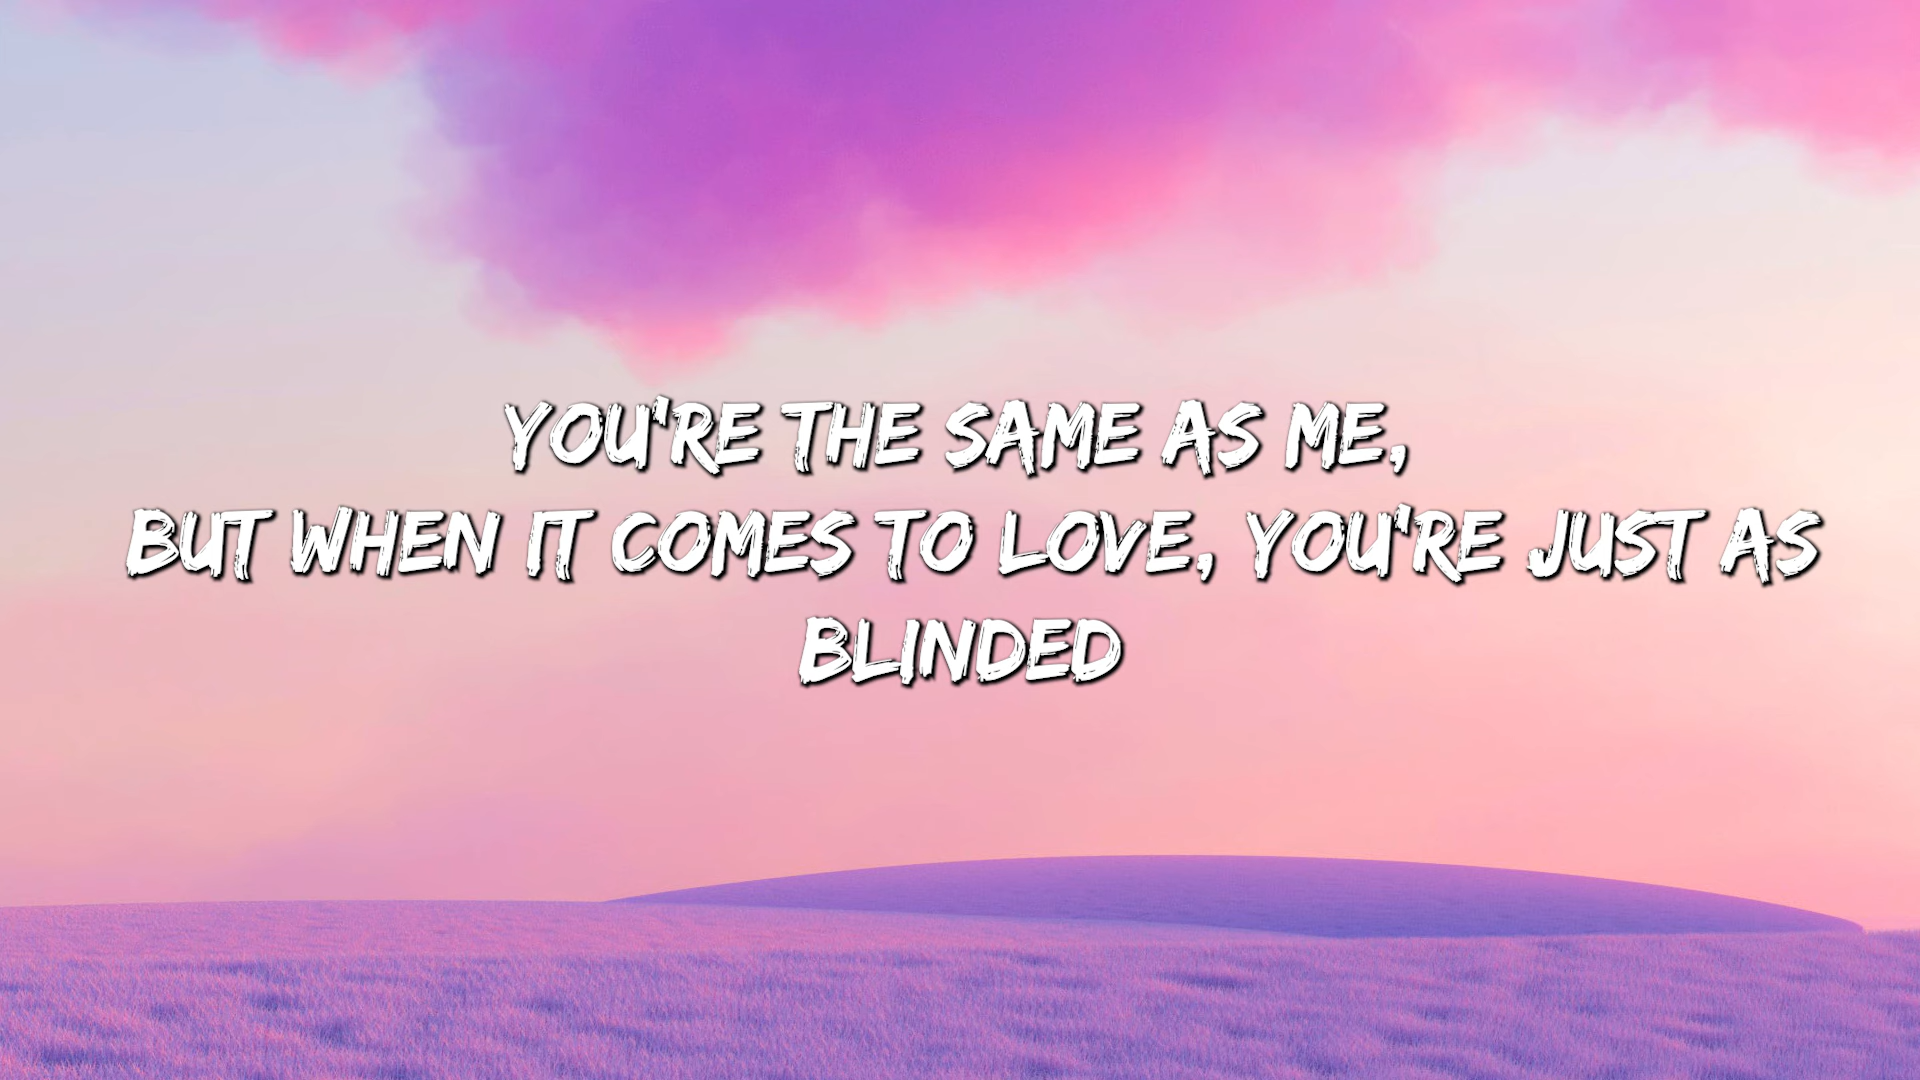 YOU'RE THE SAME AS ME,
BUT WHEN IT COMES TO LOVE, YOU'RE JUST AS
BLINDED